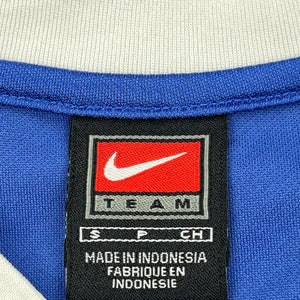 TEAM
S P CH
MADE IN INDONESIA
FABRIQUE EN
INDONESIE